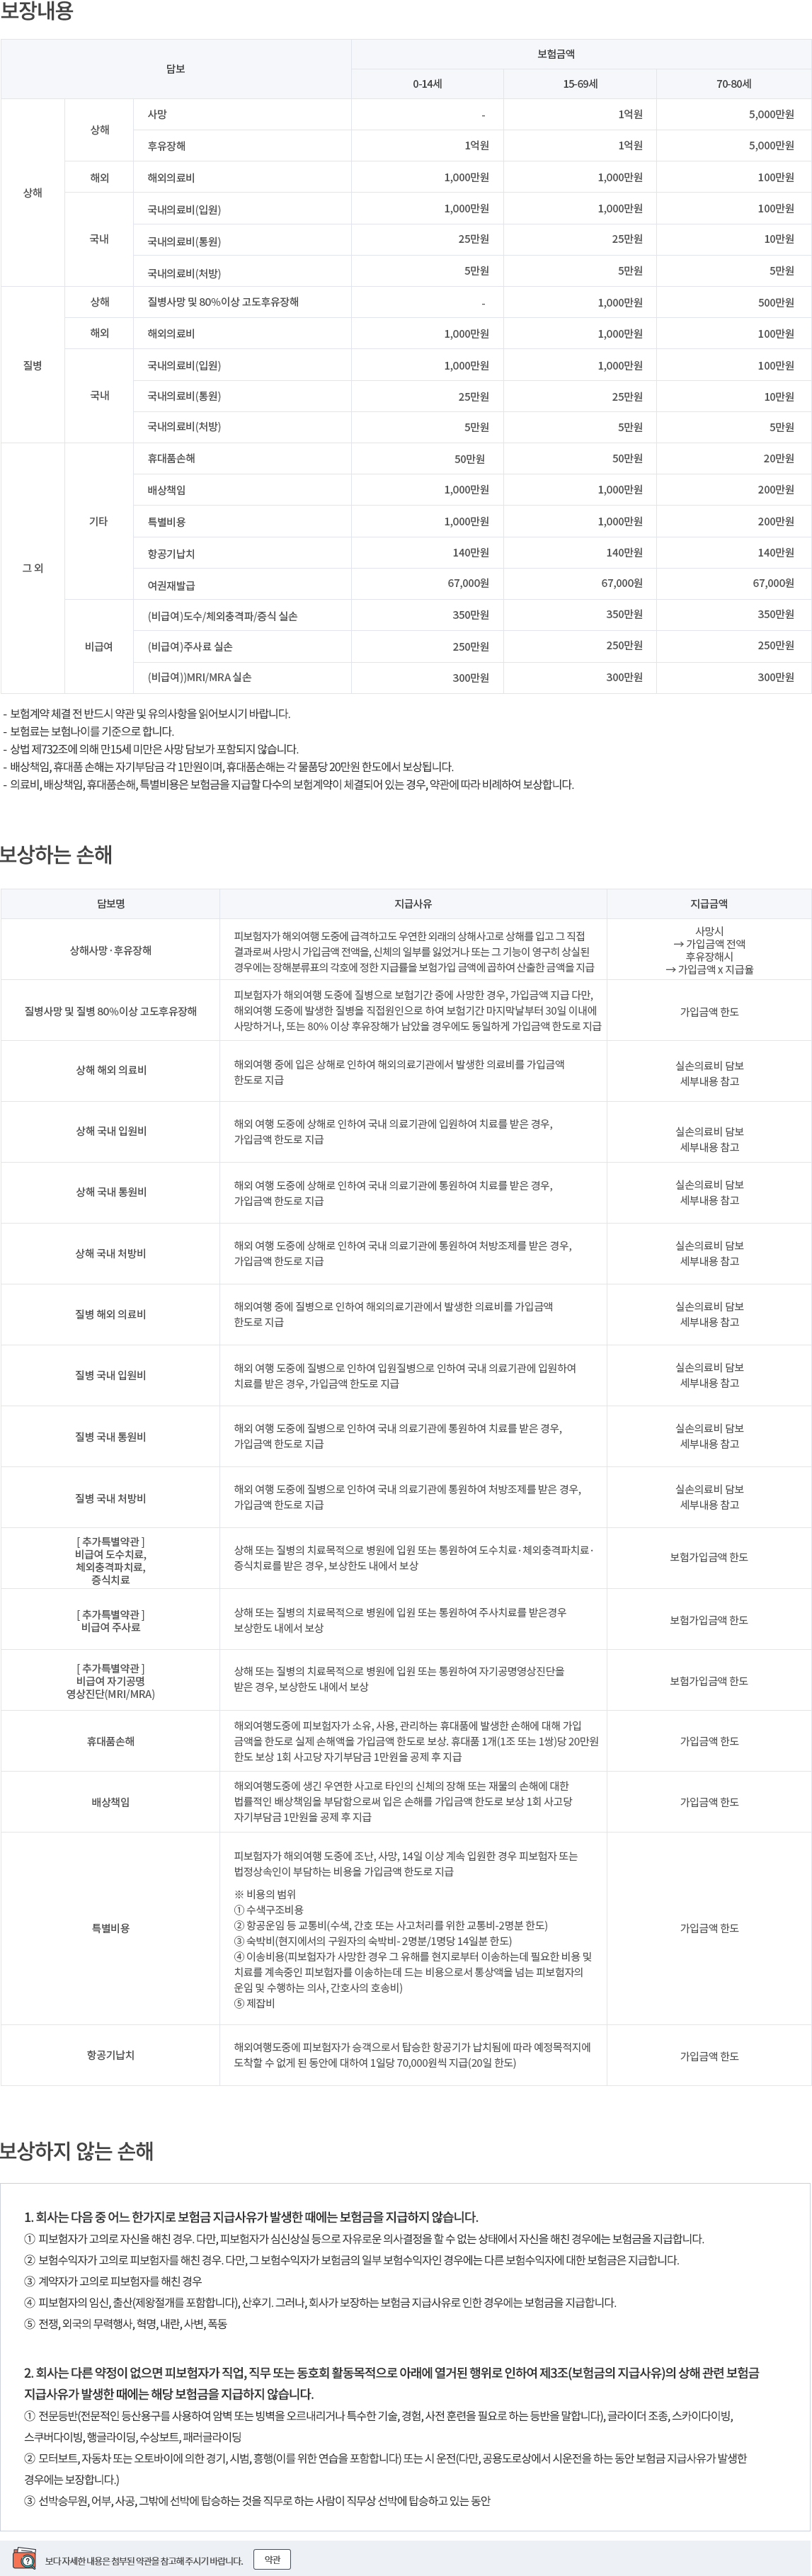 보장내용
담보 보험금액
0-14세 15-69세 70-80세
상해 상해 사망 - 1억원 5,000만원
후유장해 1억원 1억원 5,000만원
해외 해외의료비 1,000만원 1,000만원 100만원
국내 국내의료비(입원) 1,000만원 1,000만원 100만원
국내의료비(통원) 25만원 25만원 10만원
국내의료비(처방) 5만원 5만원 5만원
질병 상해 질병사망 및 80%이상 고도후유장해 - 1,000만원 500만원
해외 해외의료비 1,000만원 1,000만원 100만원
국내 국내의료비(입원) 1,000만원 1,000만원 100만원
국내의료비(통원) 25만원 25만원 10만원
국내의료비(처방) 5만원 5만원 5만원
그 외 기타 휴대품손해 50만원 50만원 20만원
배상책임 1,000만원 1,000만원 200만원
특별비용 1,000만원 1,000만원 200만원
항공기납치 140만원 140만원 140만원
여권재발급 67,000원 67,000원 67,000원
비급여 (비급여)도수/체외충격파/증식 실손 350만원 350만원 350만원
(비급여)주사료 실손 250만원 250만원 250만원
(비급여))MRI/MRA 실손 300만원 300만원 300만원
- 보험계약 체결 전 반드시 약관 및 유의사항을 읽어보시기 바랍니다.
- 보험료는 보험나이를 기준으로 합니다.
- 상법 제732조에 의해 만15세 미만은 사망 담보가 포함되지 않습니다.
- 배상책임, 휴대품 손해는 자기부담금 각 1만원이며, 휴대품손해는 각 물품당 20만원 한도에서 보상됩니다.
- 의료비, 배상책임, 휴대품손해, 특별비용은 보험금을 지급할 다수의 보험계약이 체결되어 있는 경우, 약관에 따라 비례하여 보상합니다.
보상하는 손해
담보명 지급사유 지급금액
상해사망·후유장해
피보험자가 해외여행 도중에 급격하고도 우연한 외래의 상해사고로 상해를 입고 그 직접
결과로써 사망시 가입금액 전액을, 신체의 일부를 잃었거나 또는 그 기능이 영구히 상실된
경우에는 장해분류표의 각호에 정한 지급률을 보험가입 금액에 곱하여 산출한 금액을 지급
사망시
→ 가입금액 전액
후유장해시
→ 가입금액 x 지급율
질병사망 및 질병 80%이상 고도후유장해
피보험자가 해외여행 도중에 질병으로 보험기간 중에 사망한 경우, 가입금액 지급 다만,
해외여행 도중에 발생한 질병을 직접원인으로 하여 보험기간 마지막날부터 30일 이내에
사망하거나, 또는 80% 이상 후유장해가 남았을 경우에도 동일하게 가입금액 한도로 지급
가입금액 한도
상해 해외 의료비
해외여행 중에 입은 상해로 인하여 해외의료기관에서 발생한 의료비를 가입금액
한도로 지급
실손의료비 담보
세부내용 참고
상해 국내 입원비
해외 여행 도중에 상해로 인하여 국내 의료기관에 입원하여 치료를 받은 경우,
가입금액 한도로 지급
실손의료비 담보
세부내용 참고
상해 국내 통원비
해외 여행 도중에 상해로 인하여 국내 의료기관에 통원하여 치료를 받은 경우,
가입금액 한도로 지급
실손의료비 담보
세부내용 참고
상해 국내 처방비
해외 여행 도중에 상해로 인하여 국내 의료기관에 통원하여 처방조제를 받은 경우,
가입금액 한도로 지급
실손의료비 담보
세부내용 참고
질병 해외 의료비
해외여행 중에 질병으로 인하여 해외의료기관에서 발생한 의료비를 가입금액
한도로 지급
실손의료비 담보
세부내용 참고
질병 국내 입원비
해외 여행 도중에 질병으로 인하여 입원질병으로 인하여 국내 의료기관에 입원하여
치료를 받은 경우, 가입금액 한도로 지급
실손의료비 담보
세부내용 참고
질병 국내 통원비
해외 여행 도중에 질병으로 인하여 국내 의료기관에 통원하여 치료를 받은 경우,
가입금액 한도로 지급
실손의료비 담보
세부내용 참고
질병 국내 처방비
해외 여행 도중에 질병으로 인하여 국내 의료기관에 통원하여 처방조제를 받은 경우,
가입금액 한도로 지급
실손의료비 담보
세부내용 참고
[ 추가특별약관 ]
비급여 도수치료,
체외충격파치료,
증식치료
상해 또는 질병의 치료목적으로 병원에 입원 또는 통원하여 도수치료·체외충격파치료·
증식치료를 받은 경우, 보상한도 내에서 보상
보험가입금액 한도
[ 추가특별약관 ]
비급여 주사료
상해 또는 질병의 치료목적으로 병원에 입원 또는 통원하여 주사치료를 받은경우
보상한도 내에서 보상
보험가입금액 한도
[ 추가특별약관 ]
비급여 자기공명
영상진단(MRI/MRA)
상해 또는 질병의 치료목적으로 병원에 입원 또는 통원하여 자기공명영상진단을
받은 경우, 보상한도 내에서 보상
보험가입금액 한도
휴대품손해
해외여행도중에 피보험자가 소유, 사용, 관리하는 휴대품에 발생한 손해에 대해 가입
금액을 한도로 실제 손해액을 가입금액 한도로 보상. 휴대품 1개(1조 또는 1쌍)당 20만원
한도 보상 1회 사고당 자기부담금 1만원을 공제 후 지급
가입금액 한도
배상책임
해외여행도중에 생긴 우연한 사고로 타인의 신체의 장해 또는 재물의 손해에 대한
법률적인 배상책임을 부담함으로써 입은 손해를 가입금액 한도로 보상 1회 사고당
자기부담금 1만원을 공제 후 지급
가입금액 한도
특별비용
피보험자가 해외여행 도중에 조난, 사망, 14일 이상 계속 입원한 경우 피보험자 또는
법정상속인이 부담하는 비용을 가입금액 한도로 지급
※ 비용의 범위
① 수색구조비용
② 항공운임 등 교통비(수색, 간호 또는 사고처리를 위한 교통비-2명분 한도)
③ 숙박비(현지에서의 구원자의 숙박비- 2명분/1명당 14일분 한도)
④ 이송비용(피보험자가 사망한 경우 그 유해를 현지로부터 이송하는데 필요한 비용 및
치료를 계속중인 피보험자를 이송하는데 드는 비용으로서 통상액을 넘는 피보험자의
운임 및 수행하는 의사, 간호사의 호송비)
⑤ 제잡비
가입금액 한도
항공기납치
해외여행도중에 피보험자가 승객으로서 탑승한 항공기가 납치됨에 따라 예정목적지에
도착할 수 없게 된 동안에 대하여 1일당 70,000원씩 지급(20일 한도)
가입금액 한도
보상하지 않는 손해
1. 회사는 다음 중 어느 한가지로 보험금 지급사유가 발생한 때에는 보험금을 지급하지 않습니다.
① 피보험자가 고의로 자신을 해친 경우. 다만, 피보험자가 심신상실 등으로 자유로운 의사결정을 할 수 없는 상태에서 자신을 해친 경우에는 보험금을 지급합니다.
② 보험수익자가 고의로 피보험자를 해친 경우. 다만, 그 보험수익자가 보험금의 일부 보험수익자인 경우에는 다른 보험수익자에 대한 보험금은 지급합니다.
③ 계약자가 고의로 피보험자를 해친 경우
④ 피보험자의 임신, 출산(제왕절개를 포함합니다), 산후기. 그러나, 회사가 보장하는 보험금 지급사유로 인한 경우에는 보험금을 지급합니다.
⑤ 전쟁, 외국의 무력행사, 혁명, 내란, 사변, 폭동
2. 회사는 다른 약정이 없으면 피보험자가 직업, 직무 또는 동호회 활동목적으로 아래에 열거된 행위로 인하여 제3조(보험금의 지급사유)의 상해 관련 보험금
지급사유가 발생한 때에는 해당 보험금을 지급하지 않습니다.
① 전문등반(전문적인 등산용구를 사용하여 암벽 또는 빙벽을 오르내리거나 특수한 기술, 경험, 사전 훈련을 필요로 하는 등반을 말합니다), 글라이더 조종, 스카이다이빙,
스쿠버다이빙, 행글라이딩, 수상보트, 패러글라이딩
② 모터보트, 자동차 또는 오토바이에 의한 경기, 시범, 흥행(이를 위한 연습을 포함합니다) 또는 시 운전(다만, 공용도로상에서 시운전을 하는 동안 보험금 지급사유가 발생한
경우에는 보장합니다.)
③ 선박승무원, 어부, 사공, 그밖에 선박에 탑승하는 것을 직무로 하는 사람이 직무상 선박에 탑승하고 있는 동안
보다 자세한 내용은 첨부된 약관을 참고해 주시기 바랍니다. 약관